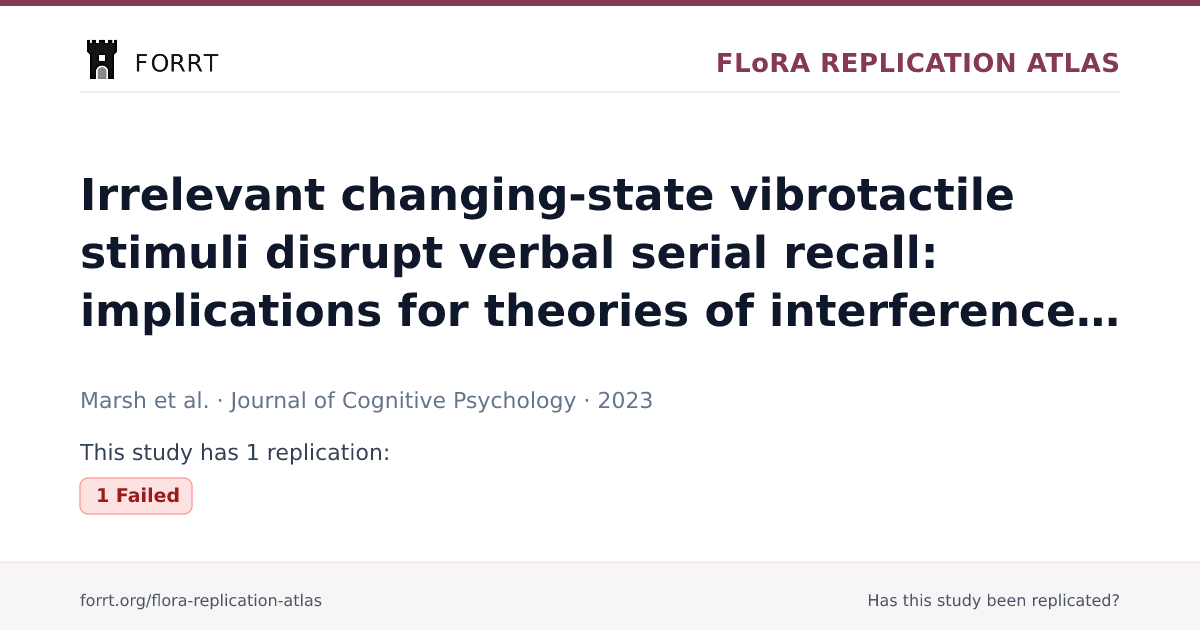 FORRT
FLoRA REPLICATION ATLAS
Irrelevant changing-state vibrotactile
stimuli disrupt verbal serial recall:
implications for theories of interference…
Marsh et al. · Journal of Cognitive Psychology · 2023
This study has 1 replication:
1 Failed
forrt.org/flora-replication-atlas
Has this study been replicated?